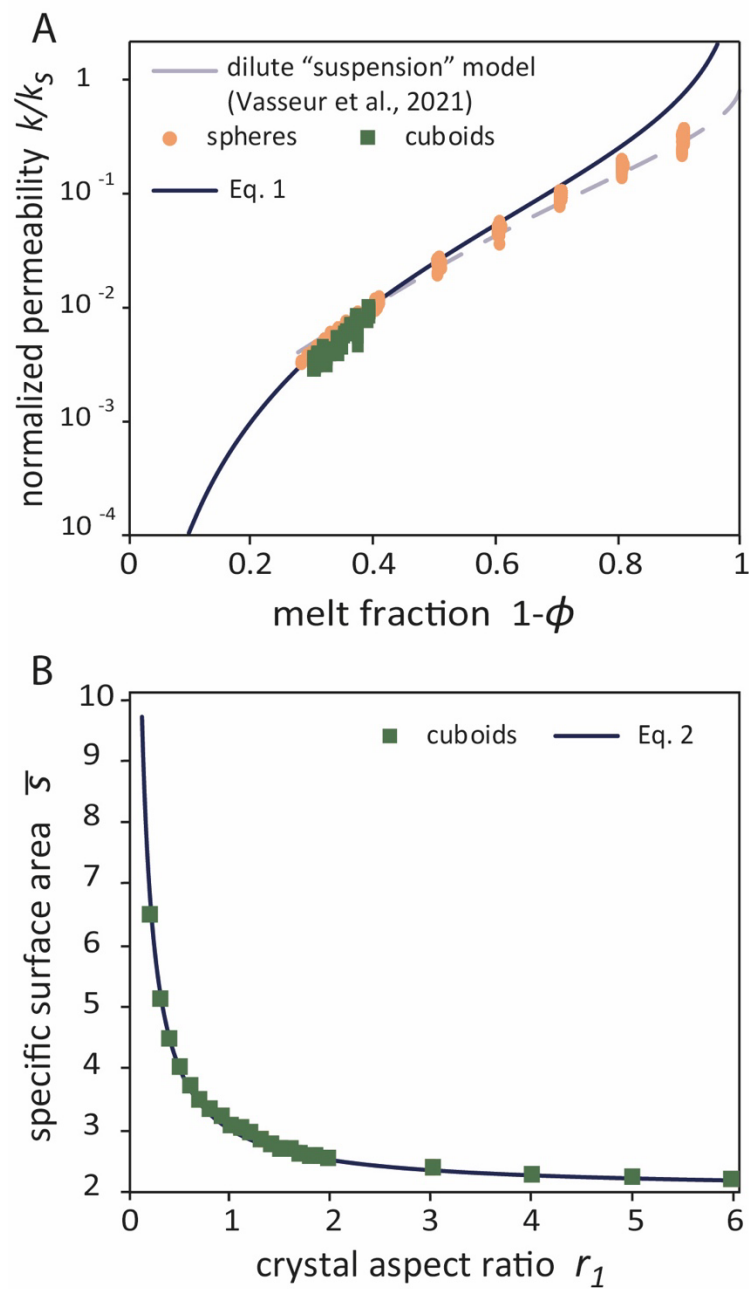 A
dilute “suspension” model
(Vasseur et al., 2021)
spheres
cuboids
Eq. 1
normalized permeability k/kₛ
1
10⁻¹
10⁻²
10⁻³
10⁻⁴
0 0.2 0.4 0.6 0.8 1
melt fraction 1-ϕ
B
cuboids
Eq. 2
specific surface area s̅
10
9
8
7
6
5
4
3
2
0 1 2 3 4 5 6
crystal aspect ratio r₁